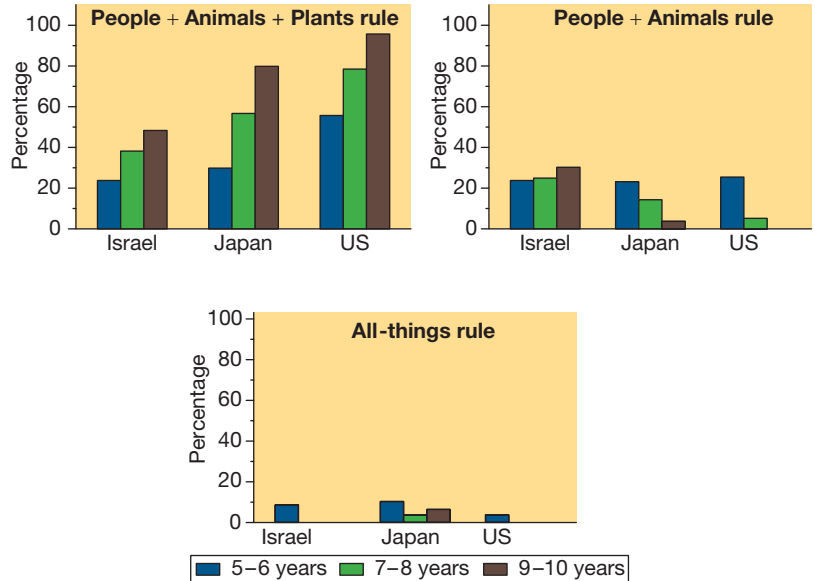 People + Animals + Plants rule
Percentage
100
80
60
40
20
0
Israel Japan US
People + Animals rule
Percentage
100
80
60
40
20
0
Israel Japan US
All-things rule
Percentage
100
80
60
40
20
0
Israel Japan US
5–6 years 7–8 years 9–10 years